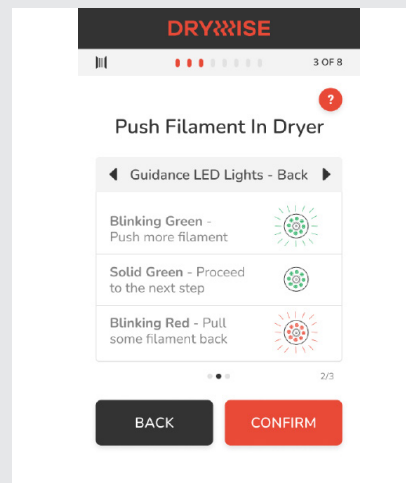 DRYWISE
3 OF 8
?
Push Filament In Dryer
Guidance LED Lights - Back
Blinking Green -
Push more filament
Solid Green - Proceed
to the next step
Blinking Red - Pull
some filament back
2/3
BACK
CONFIRM